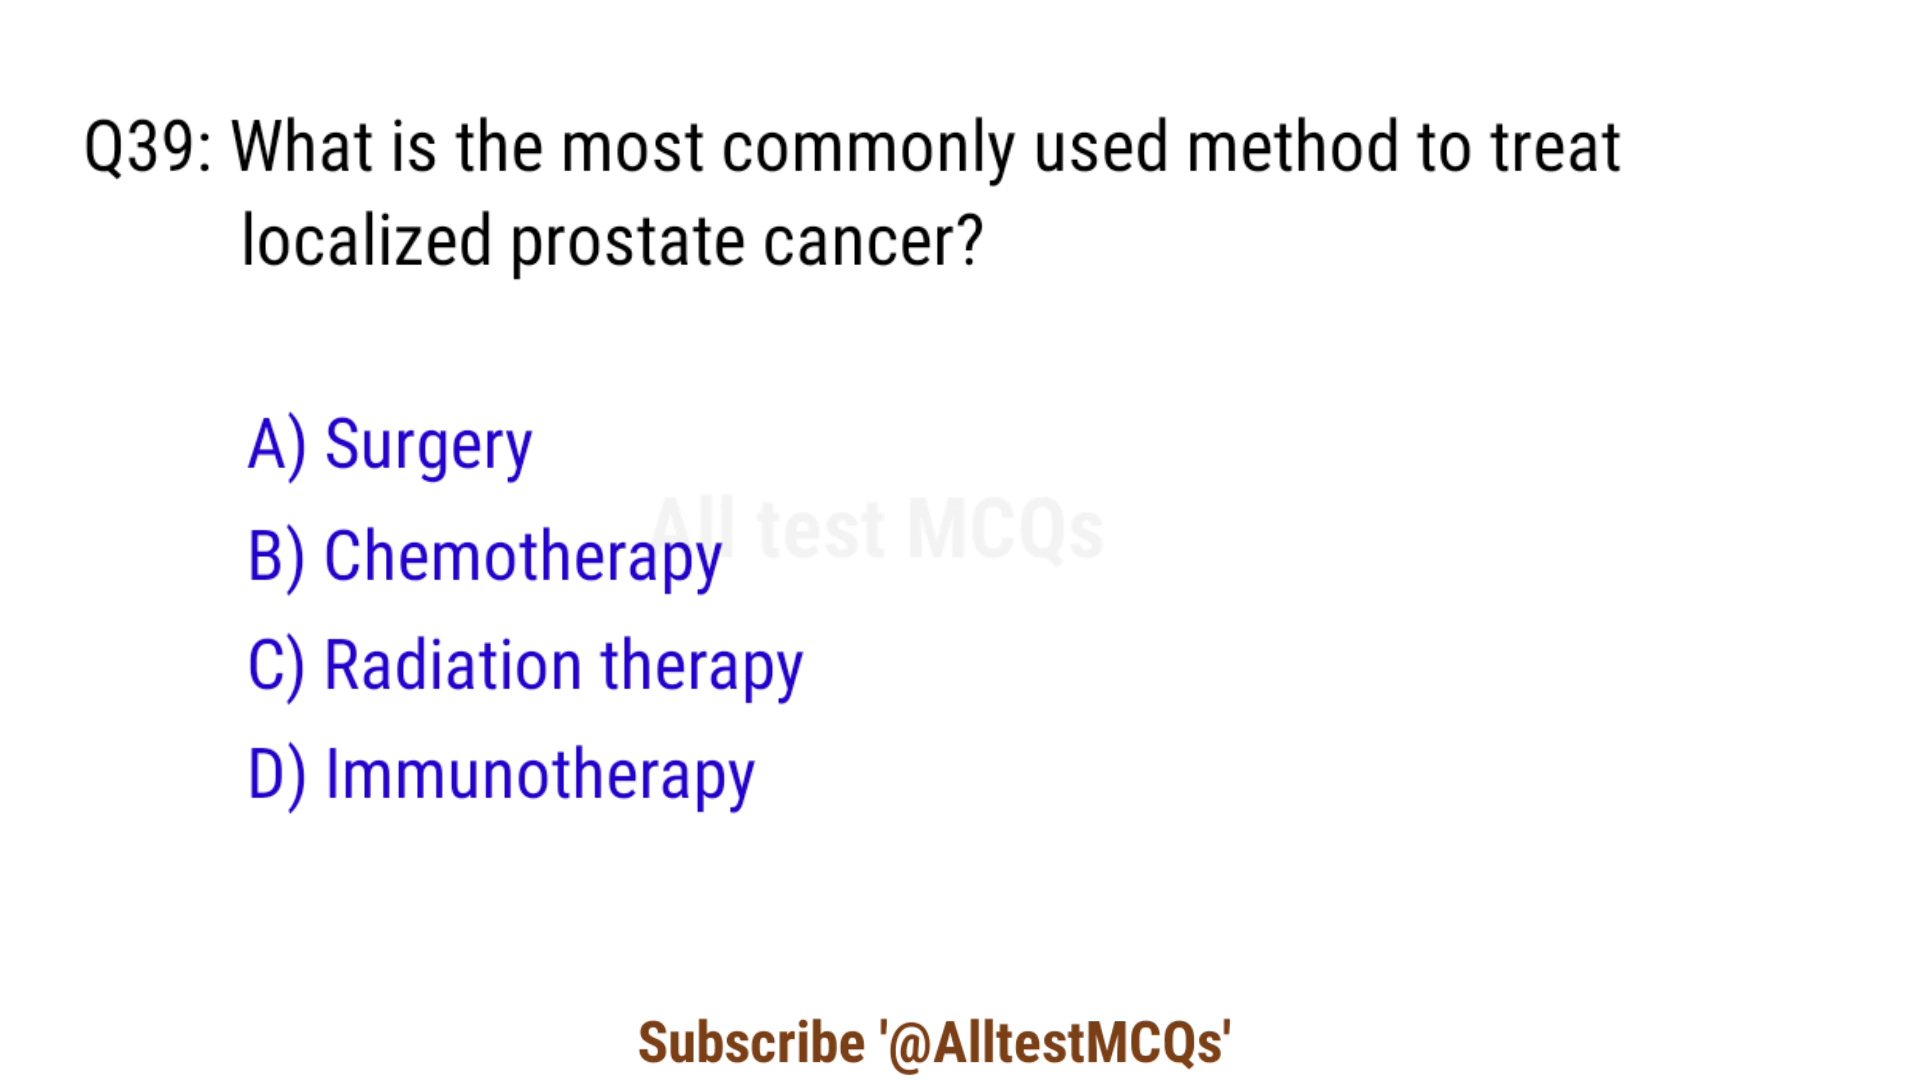 Q39: What is the most commonly used method to treat
localized prostate cancer?
A) Surgery
All test MCQs
B) Chemotherapy
C) Radiation therapy
D) Immunotherapy
Subscribe '@AlltestMCQs'